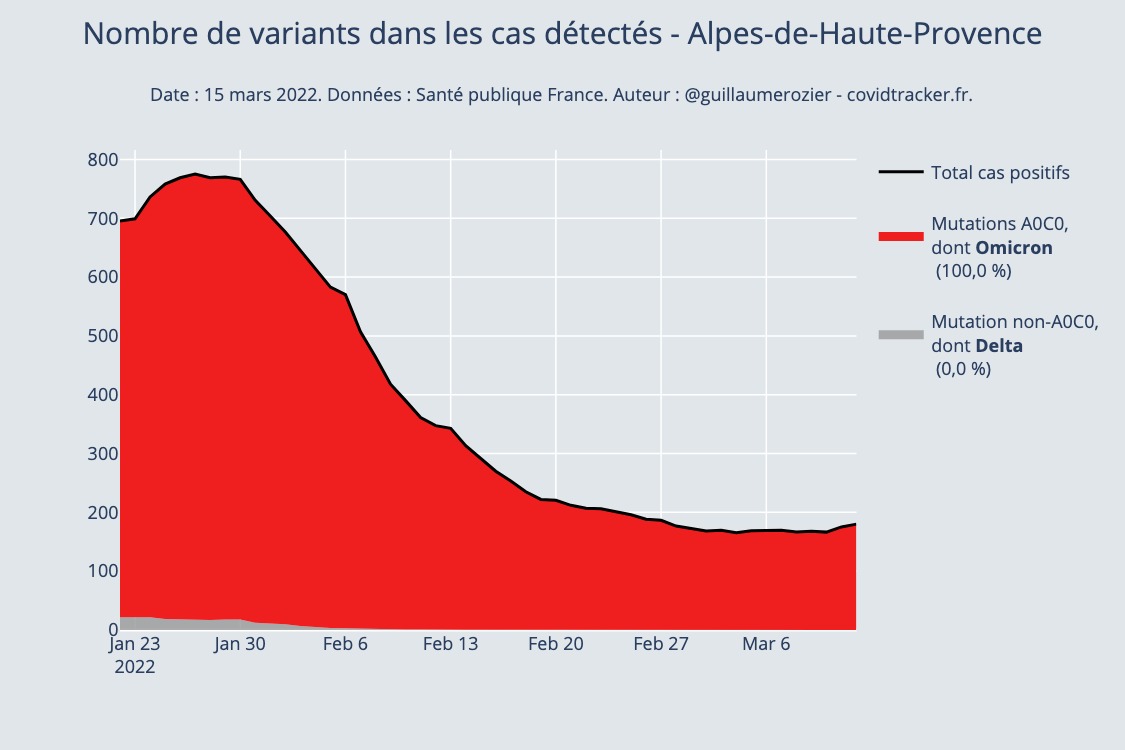 Nombre de variants dans les cas détectés - Alpes-de-Haute-Provence
Date : 15 mars 2022. Données : Santé publique France. Auteur : @guillaumerozier - covidtracker.fr.
800
700
600
500
400
300
200
100
0
Jan 23
2022
Jan 30
Feb 6
Feb 13
Feb 20
Feb 27
Mar 6
Total cas positifs
Mutations A0C0,
dont Omicron
(100,0 %)
Mutation non-A0C0,
dont Delta
(0,0 %)